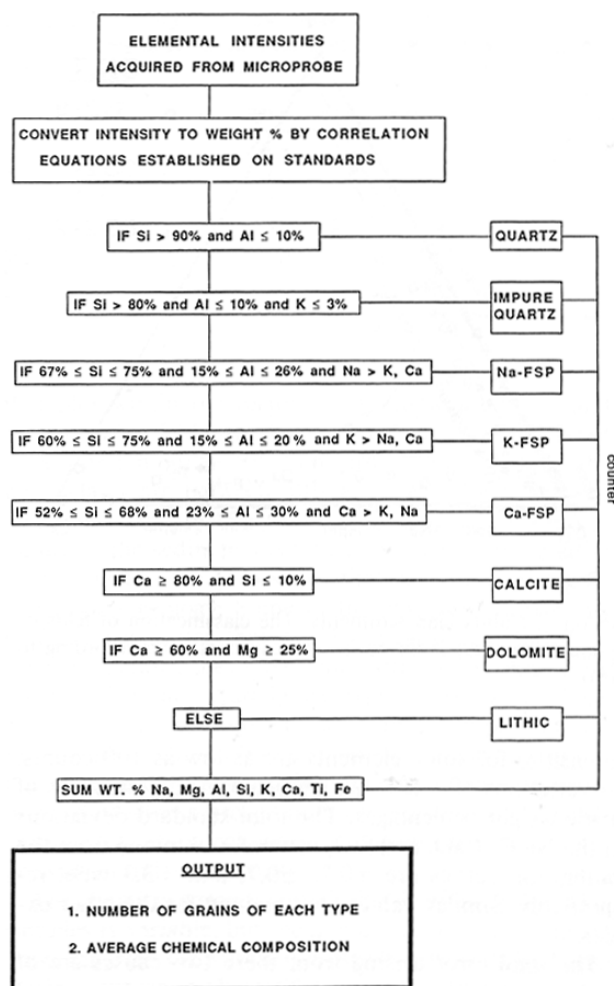 ELEMENTAL INTENSITIES
ACQUIRED FROM MICROPROBE
CONVERT INTENSITY TO WEIGHT % BY CORRELATION
EQUATIONS ESTABLISHED ON STANDARDS
IF Si > 90% and Al ≤ 10%
QUARTZ
IF Si > 80% and Al ≤ 10% and K ≤ 3%
IMPURE
QUARTZ
IF 67% ≤ Si ≤ 75% and 15% ≤ Al ≤ 26% and Na > K, Ca
Na-FSP
IF 60% ≤ Si ≤ 75% and 15% ≤ Al ≤ 20% and K > Na, Ca
K-FSP
counter
IF 52% ≤ Si ≤ 68% and 23% ≤ Al ≤ 30% and Ca > K, Na
Ca-FSP
IF Ca ≥ 80% and Si ≤ 10%
CALCITE
IF Ca ≥ 60% and Mg ≥ 25%
DOLOMITE
ELSE
LITHIC
SUM WT. % Na, Mg, Al, Si, K, Ca, Ti, Fe
OUTPUT
1. NUMBER OF GRAINS OF EACH TYPE
2. AVERAGE CHEMICAL COMPOSITION